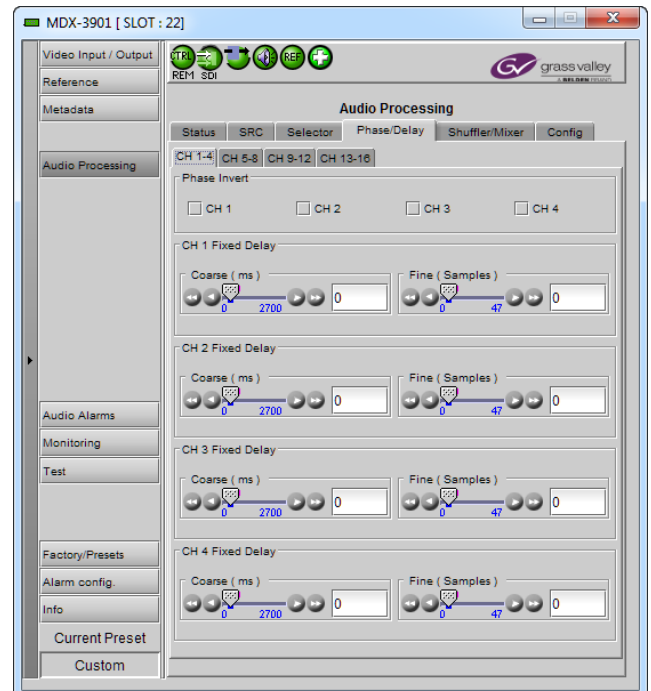 MDX-3901 [ SLOT : 22]
Video Input / Output
Reference
Metadata
Audio Processing
Audio Alarms
Monitoring
Test
Factory/Presets
Alarm config.
Info
Current Preset
Custom
CTRL REF
REM SDI
GV grass valley
A BELDEN BRAND
Audio Processing
Status SRC Selector Phase/Delay Shuffler/Mixer Config
CH 1-4 CH 5-8 CH 9-12 CH 13-16
Phase Invert
CH 1 CH 2 CH 3 CH 4
CH 1 Fixed Delay
Coarse ( ms ) Fine ( Samples )
0 0
0 2700 0 47
CH 2 Fixed Delay
Coarse ( ms ) Fine ( Samples )
0 0
0 2700 0 47
CH 3 Fixed Delay
Coarse ( ms ) Fine ( Samples )
0 0
0 2700 0 47
CH 4 Fixed Delay
Coarse ( ms ) Fine ( Samples )
0 0
0 2700 0 47